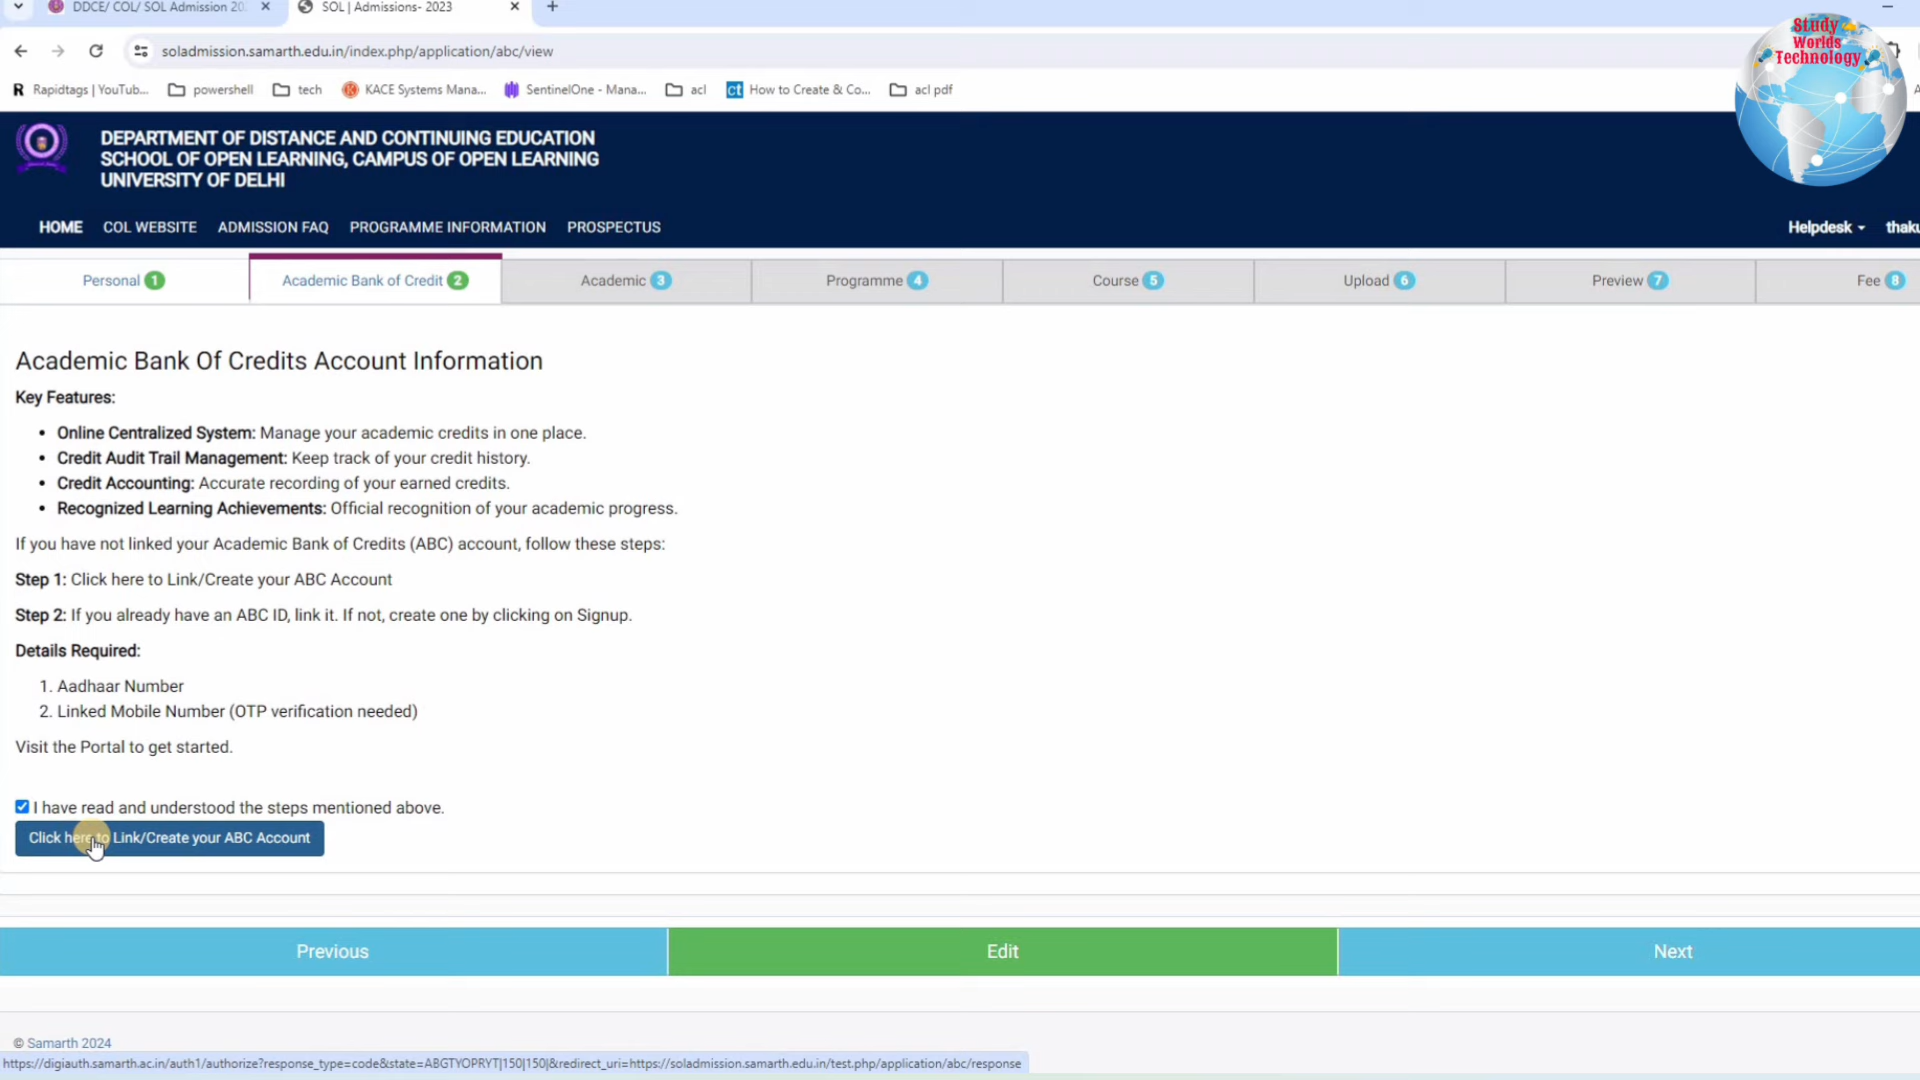 DDCE/ COL/ SOL Admission 20
SOL | Admissions- 2023
soladmission.samarth.edu.in/index.php/application/abc/view
Rapidtags | YouTub...
powershell
tech
KACE Systems Mana...
SentinelOne - Mana...
acl
ct How to Create & Co...
acl pdf
Study
Worlds
Technology
DEPARTMENT OF DISTANCE AND CONTINUING EDUCATION
SCHOOL OF OPEN LEARNING, CAMPUS OF OPEN LEARNING
UNIVERSITY OF DELHI
HOME COL WEBSITE ADMISSION FAQ PROGRAMME INFORMATION PROSPECTUS Helpdesk thaku
Personal 1 Academic Bank of Credit 2 Academic 3 Programme 4 Course 5 Upload 6 Preview 7 Fee 8
Academic Bank Of Credits Account Information
Key Features:
• Online Centralized System: Manage your academic credits in one place.
• Credit Audit Trail Management: Keep track of your credit history.
• Credit Accounting: Accurate recording of your earned credits.
• Recognized Learning Achievements: Official recognition of your academic progress.
If you have not linked your Academic Bank of Credits (ABC) account, follow these steps:
Step 1: Click here to Link/Create your ABC Account
Step 2: If you already have an ABC ID, link it. If not, create one by clicking on Signup.
Details Required:
1. Aadhaar Number
2. Linked Mobile Number (OTP verification needed)
Visit the Portal to get started.
I have read and understood the steps mentioned above.
Click here to Link/Create your ABC Account
Previous Edit Next
© Samarth 2024
https://digiauth.samarth.ac.in/auth1/authorize?response_type=code&state=ABGTYOPRYT|150|150|&redirect_uri=https://soladmission.samarth.edu.in/test.php/application/abc/response